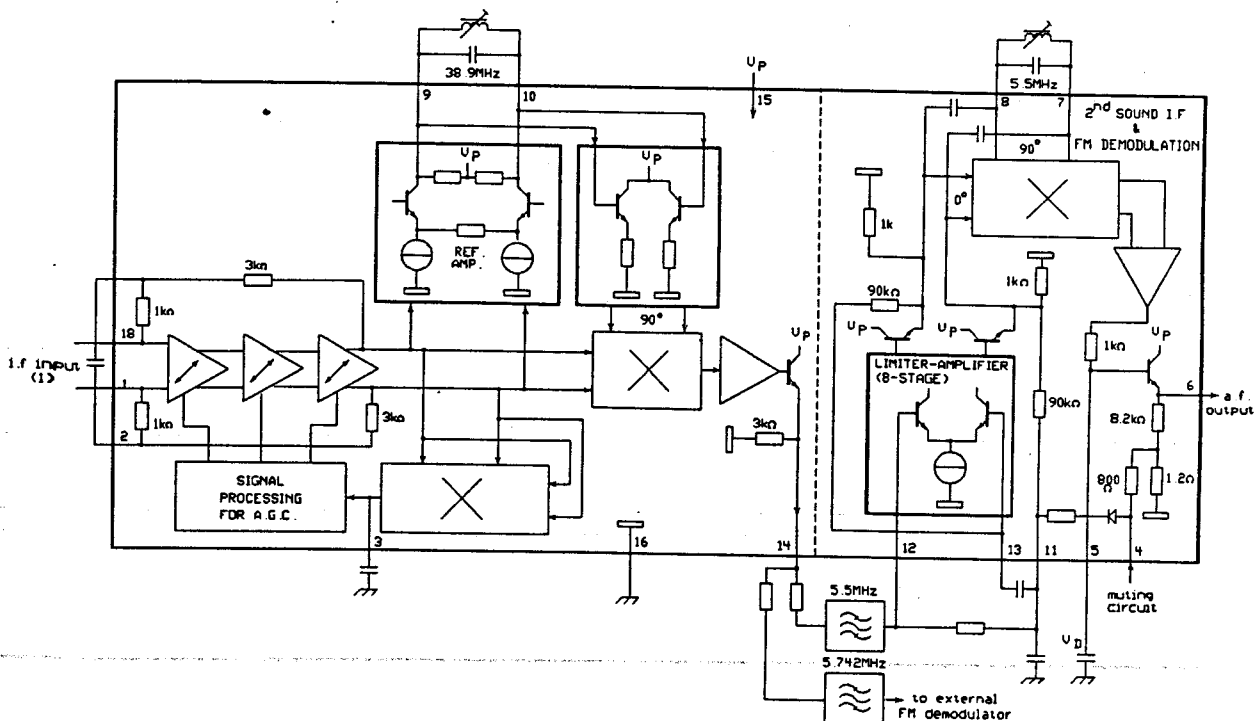 38.9MHz
9
10
U_P
15
5.5MHz
8
7
2nd SOUND I.F
&
FM DEMODULATION
90°
0°
U_P
U_P
REF.
AMP.
1k
3kΩ
1kΩ
18
i.f input
(1)
1
1kΩ
2
3kΩ
90°
U_P
3kΩ
SIGNAL
PROCESSING
FOR A.G.C.
3
16
14
90kΩ
1kΩ
U_P
U_P
LIMITER-AMPLIFIER
(8-STAGE)
90kΩ
1kΩ
U_P
6
a.f.
output
8.2kΩ
800
Ω
1.2Ω
12
13
11
5
4
muting
circuit
5.5MHz
U_D
5.742MHz
to external
FM demodulator